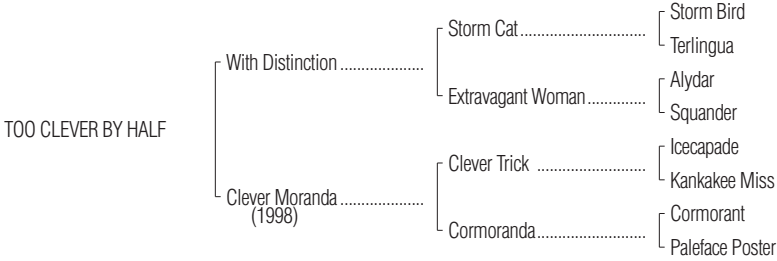 Storm Bird
Storm Cat..............................
Terlingua
With Distinction ....................
Alydar
Extravagant Woman..............
Squander
TOO CLEVER BY HALF
Icecapade
Clever Trick ..........................
Kankakee Miss
Clever Moranda ....................
(1998)
Cormorant
Cormoranda..........................
Paleface Poster